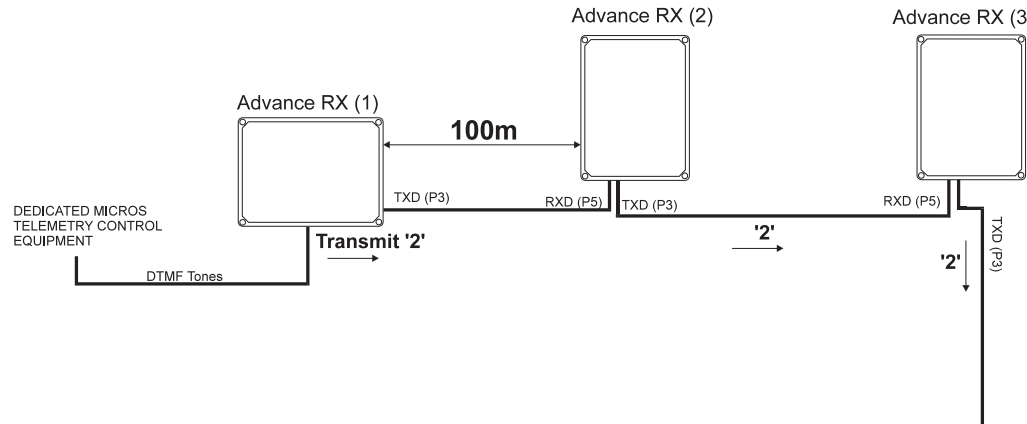 Advance RX (2)
Advance RX (3
Advance RX (1)
100m
TXD (P3)
RXD (P5)
TXD (P3)
RXD (P5)
TXD (P3)
DEDICATED MICROS
TELEMETRY CONTROL
EQUIPMENT
Transmit '2'
'2'
'2'
DTMF Tones